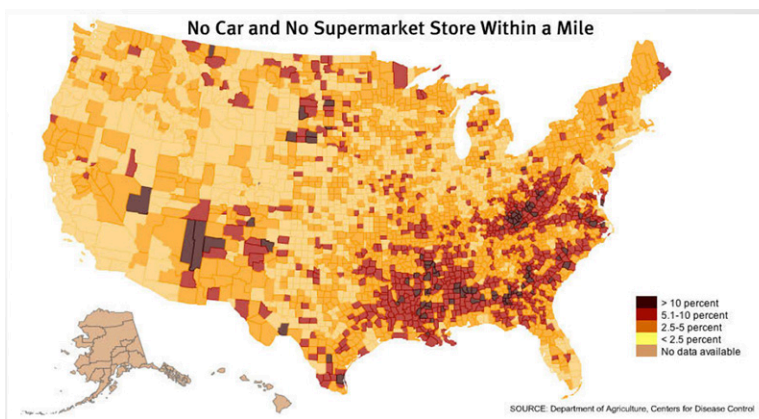 No Car and No Supermarket Store Within a Mile
> 10 percent
5.1-10 percent
2.5-5 percent
< 2.5 percent
No data available
SOURCE: Department of Agriculture, Centers for Disease Control